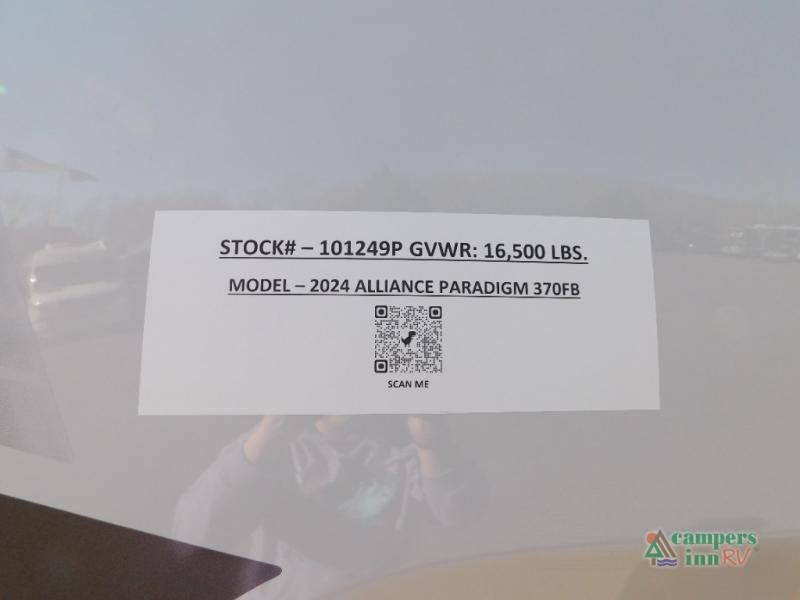 STOCK# – 101249P GVWR: 16,500 LBS.
MODEL – 2024 ALLIANCE PARADIGM 370FB
SCAN ME
campers
inn RV